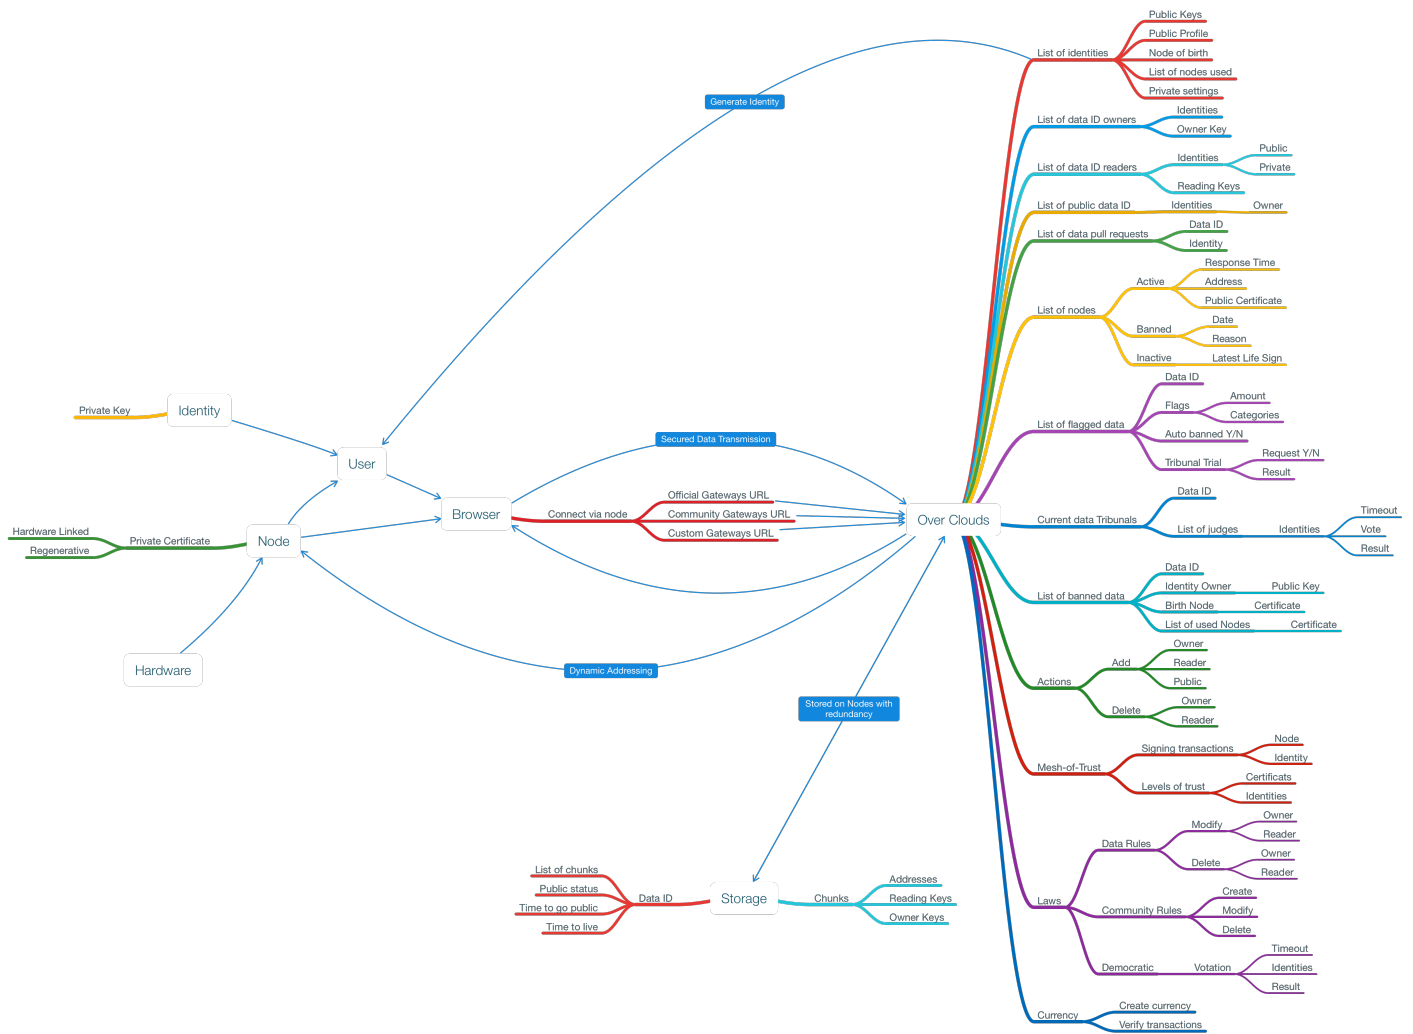 Public Keys
Public Profile
List of identities
Node of birth
List of nodes used
Private settings
Generate Identity
Identities
List of data ID owners
Owner Key
Public
Identities
List of data ID readers
Private
Reading Keys
List of public data ID
Identities
Owner
Data ID
List of data pull requests
Identity
Response Time
Active
Address
Public Certificate
List of nodes
Date
Banned
Reason
Inactive
Latest Life Sign
Data ID
Amount
Flags
Categories
List of flagged data
Auto banned Y/N
Request Y/N
Tribunal Trial
Result
Private Key
Identity
User
Secured Data Transmission
Browser
Connect via node
Official Gateways URL
Community Gateways URL
Custom Gateways URL
Over Clouds
Data ID
Current data Tribunals
List of judges
Identities
Timeout
Vote
Result
Hardware Linked
Regenerative
Private Certificate
Node
Hardware
Dynamic Addressing
Data ID
Identity Owner
Public Key
List of banned data
Birth Node
Certificate
List of used Nodes
Certificate
Owner
Add
Reader
Public
Actions
Owner
Delete
Reader
Stored on Nodes with
redundancy
Node
Signing transactions
Identity
Mesh-of-Trust
Certificats
Levels of trust
Identities
Owner
Modify
Reader
Data Rules
Owner
Delete
Reader
List of chunks
Public status
Time to go public
Time to live
Data ID
Storage
Chunks
Addresses
Reading Keys
Owner Keys
Laws
Create
Community Rules
Modify
Delete
Timeout
Democratic
Votation
Identities
Result
Create currency
Currency
Verify transactions